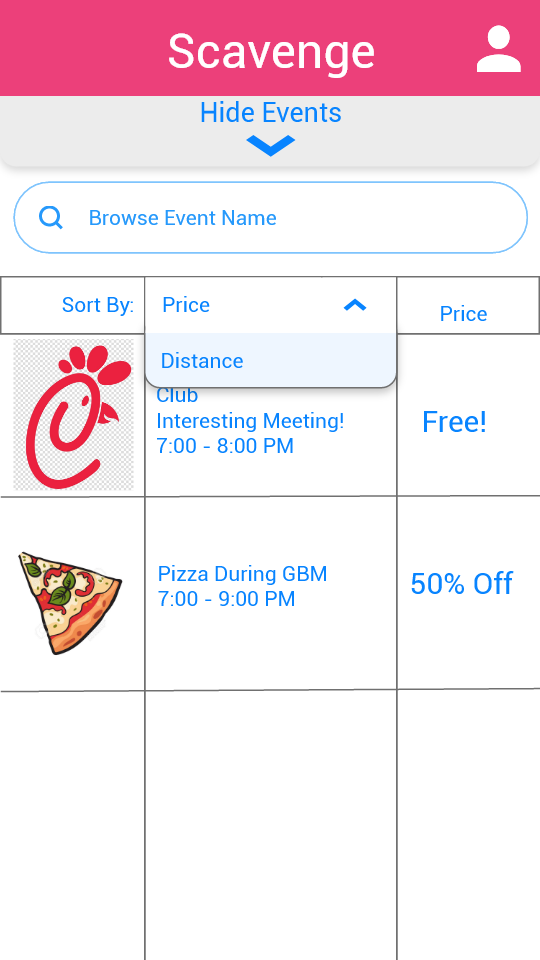 Scavenge
Hide Events
Browse Event Name
Sort By:
Price
Price
Distance
Club
Interesting Meeting!
7:00 - 8:00 PM
Free!
Pizza During GBM
7:00 - 9:00 PM
50% Off